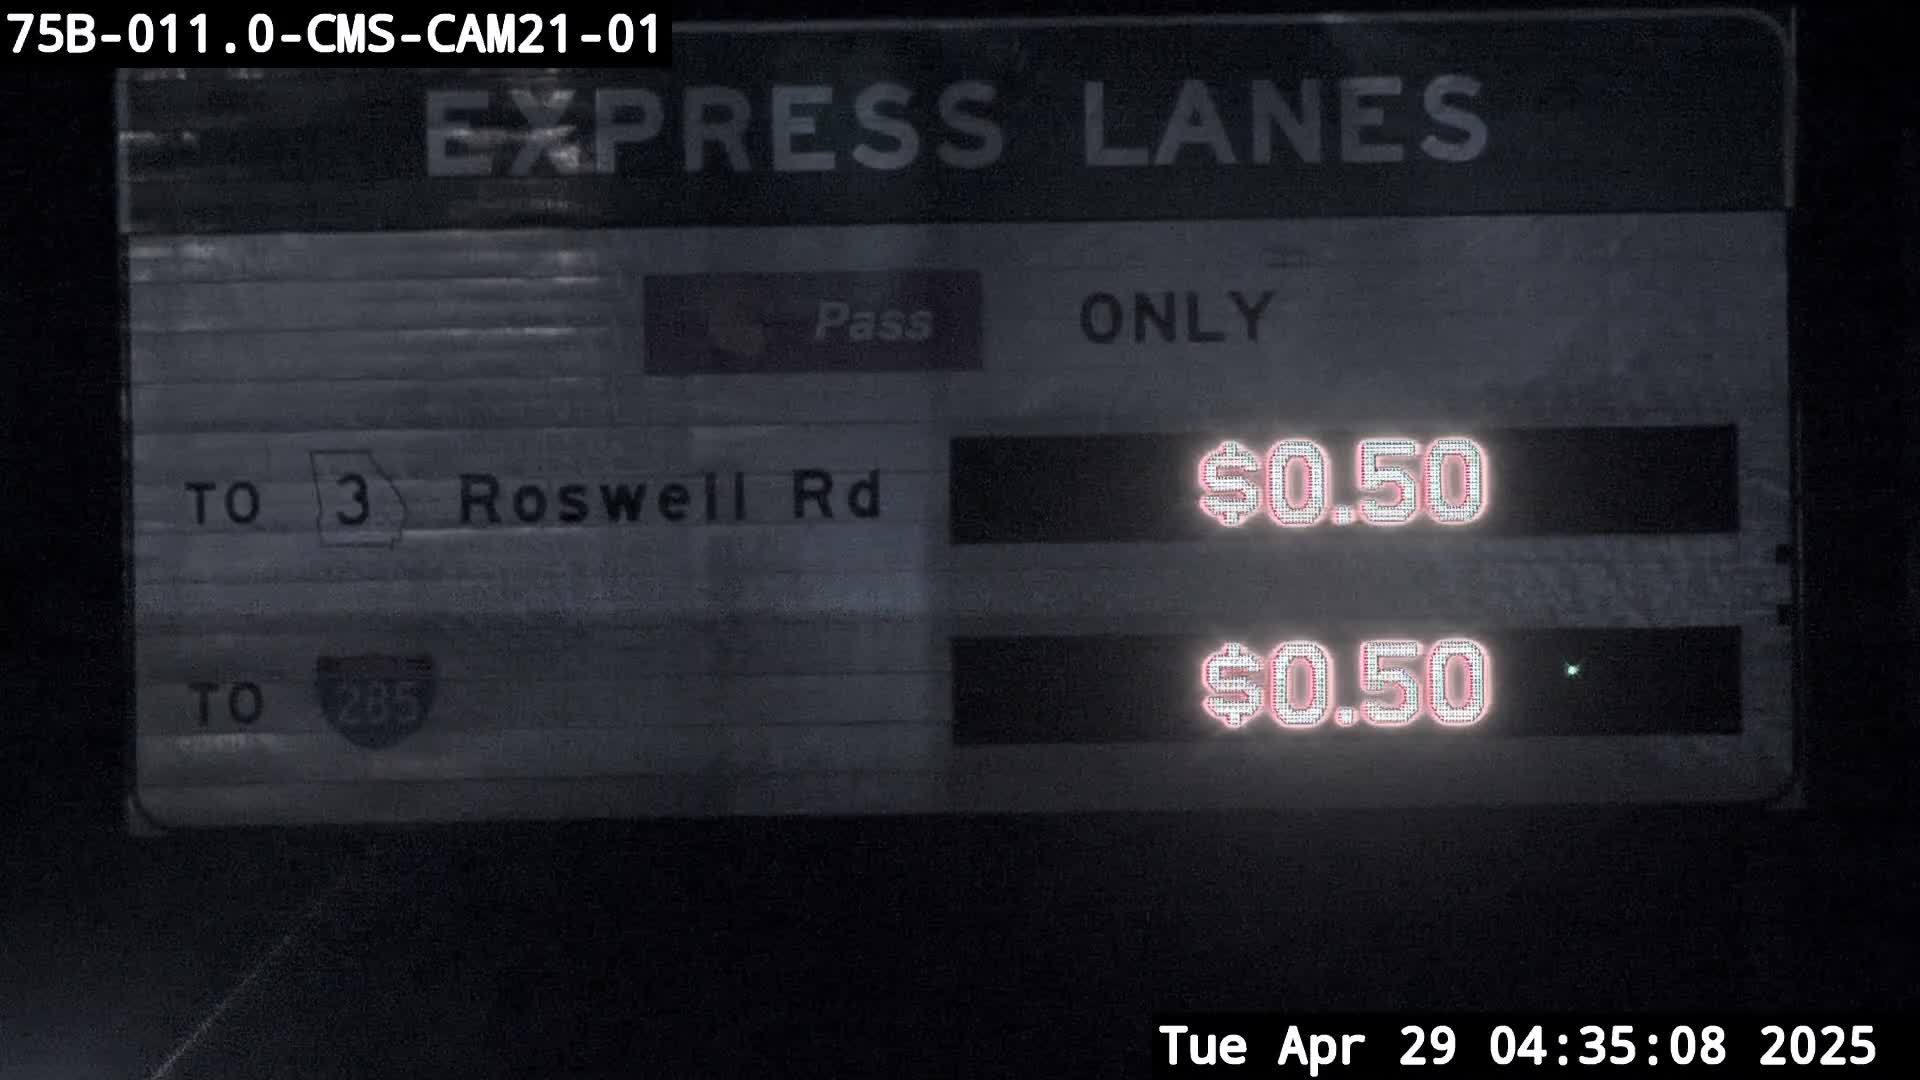 75B-011.0-CMS-CAM21-01
EXPRESS LANES
Pass ONLY
TO 3 Roswell Rd $0.50
TO 285 $0.50
Tue Apr 29 04:35:08 2025